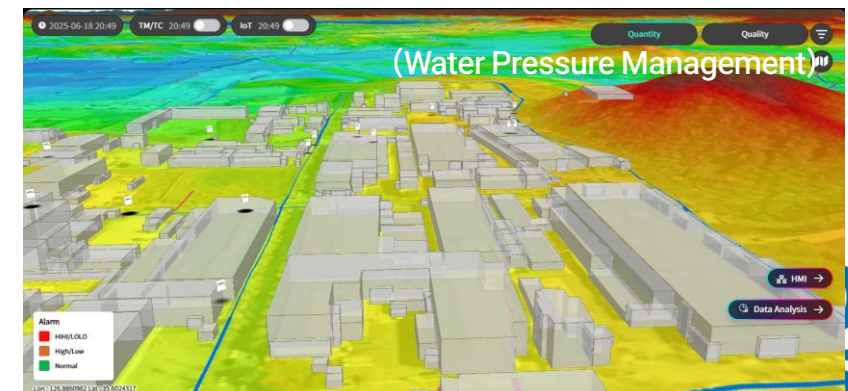 2025-06-18 20:49
TM/TC 20:49
IoT 20:49
Quantity
Quality
(Water Pressure Management)
HMI →
Data Analysis →
Alarm
HIHI/LOLO
High/Low
Normal
Lon : 126.8860962 Lat : 35.6024317